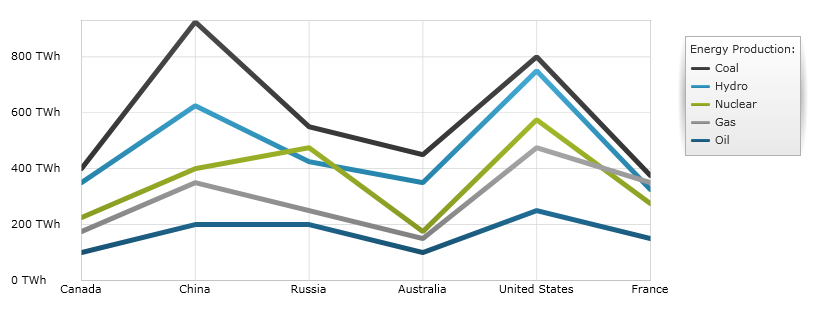 800 TWh
600 TWh
400 TWh
200 TWh
0 TWh
Canada
China
Russia
Australia
United States
France
Energy Production:
Coal
Hydro
Nuclear
Gas
Oil